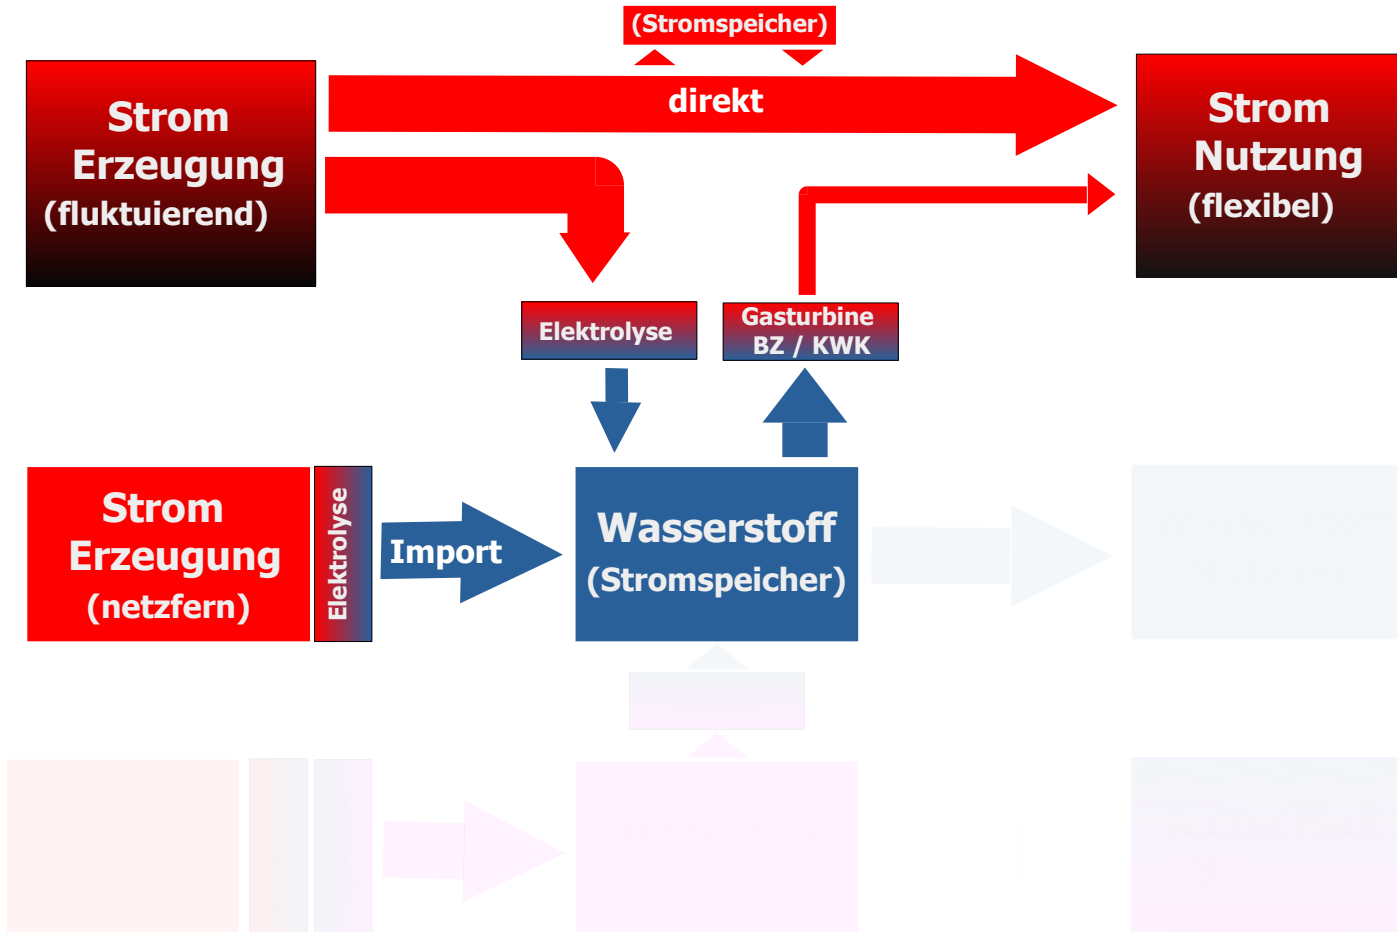 (Stromspeicher)
direkt
Strom
Erzeugung
(fluktuierend)
Strom
Nutzung
(flexibel)
Elektrolyse
Gasturbine
BZ / KWK
Strom
Erzeugung
(netzfern)
Elektrolyse
Import
Wasserstoff
(Stromspeicher)